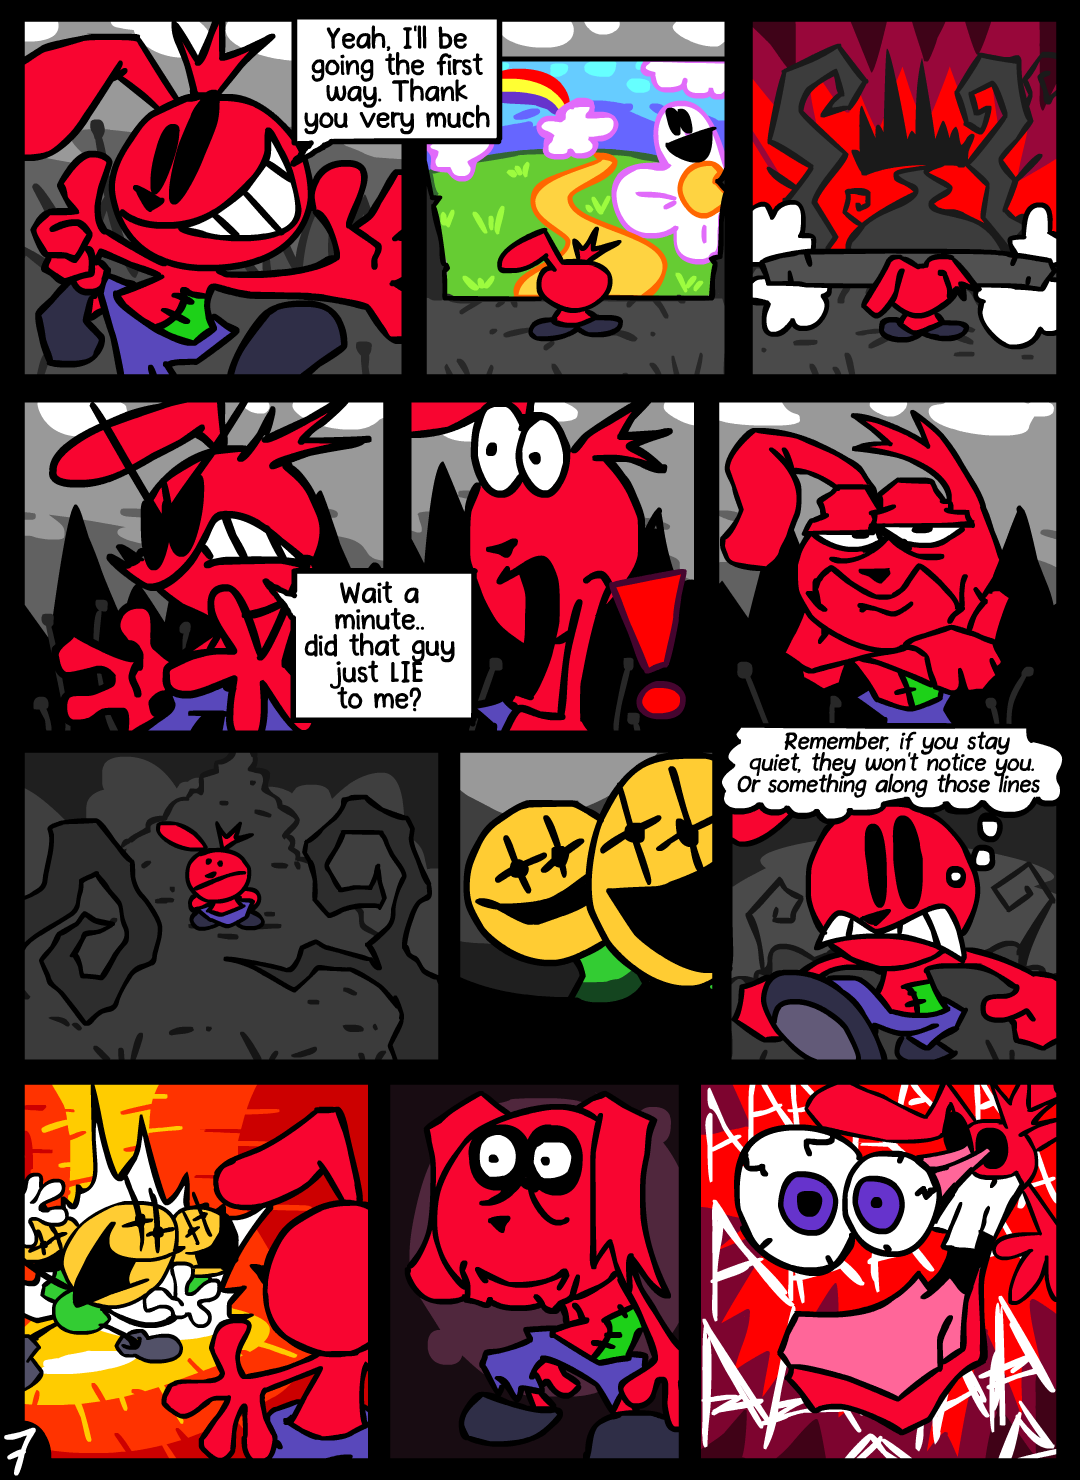 Yeah, I'll be
going the first
way. Thank
you very much
Wait a
minute..
did that guy
just LIE
to me?
Remember, if you stay
quiet, they won't notice you.
Or something along those lines
7